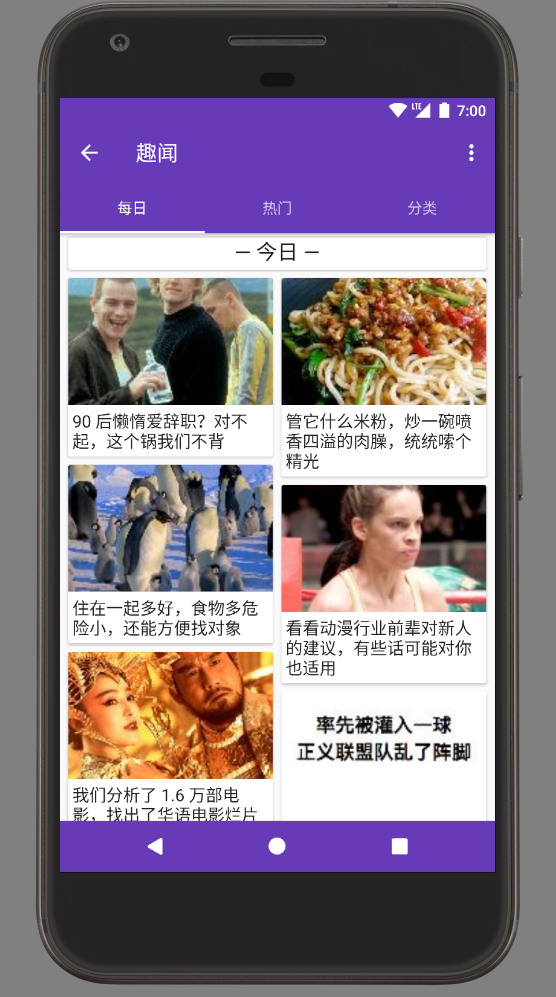 LTE 7:00
趣闻
每日 热门 分类
— 今日 —
90 后懒惰爱辞职？对不
起，这个锅我们不背
管它什么米粉，炒一碗喷
香四溢的肉臊，统统嗦个
精光
住在一起多好，食物多危
险小，还能方便找对象
看看动漫行业前辈对新人
的建议，有些话可能对你
也适用
我们分析了 1.6 万部电
影，找出了华语电影烂片
率先被灌入一球
正义联盟队乱了阵脚